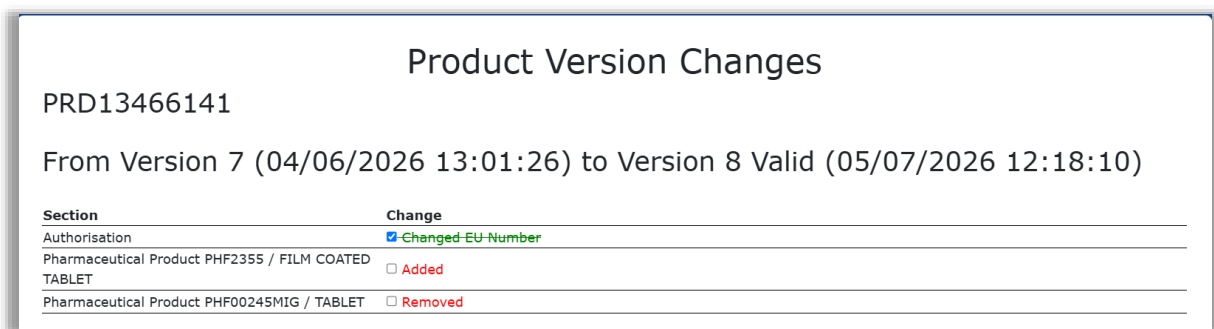 Product Version Changes
PRD13466141
From Version 7 (04/06/2026 13:01:26) to Version 8 Valid (05/07/2026 12:18:10)
Section Change
Authorisation Changed EU Number
Pharmaceutical Product PHF2355 / FILM COATED
TABLET
Added
Pharmaceutical Product PHF00245MIG / TABLET Removed